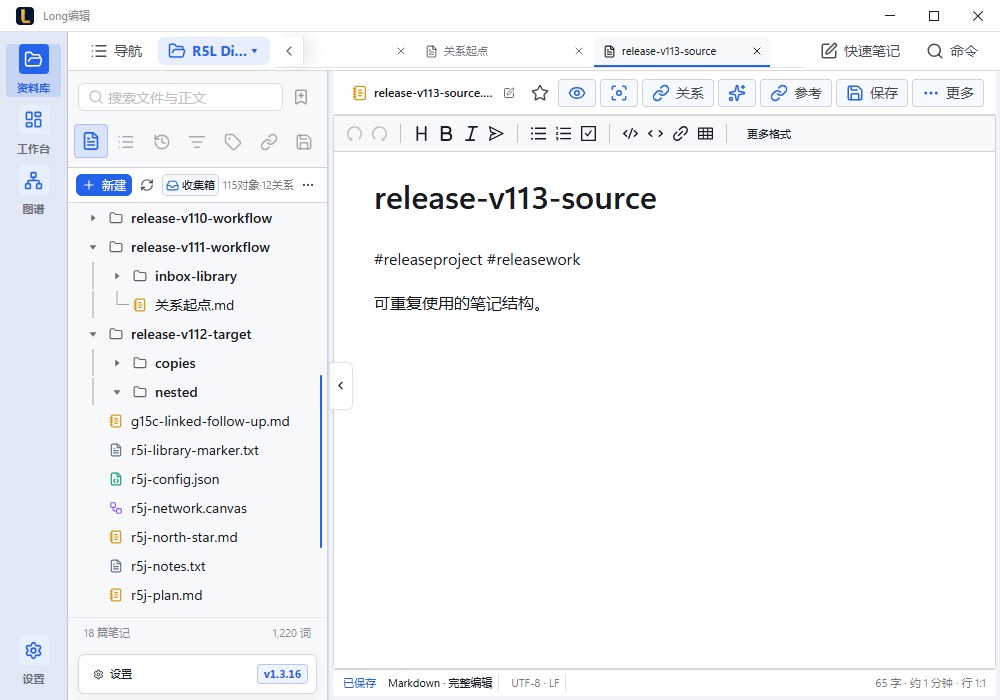 Long编辑
导航
R5L Di...
关系起点
release-v113-source
快速笔记
命令
资料库
工作台
图谱
设置
搜索文件与正文
新建
收集箱
115对象·12关系
release-v110-workflow
release-v111-workflow
inbox-library
关系起点.md
release-v112-target
copies
nested
g15c-linked-follow-up.md
r5i-library-marker.txt
r5j-config.json
r5j-network.canvas
r5j-north-star.md
r5j-notes.txt
r5j-plan.md
18 篇笔记
1,220 词
设置
v1.3.16
release-v113-source....
关系
参考
保存
更多
H B I
更多格式
release-v113-source
#releaseproject #releasework
可重复使用的笔记结构。
已保存
Markdown · 完整编辑
UTF-8 · LF
65 字 · 约 1 分钟 · 行 1:1